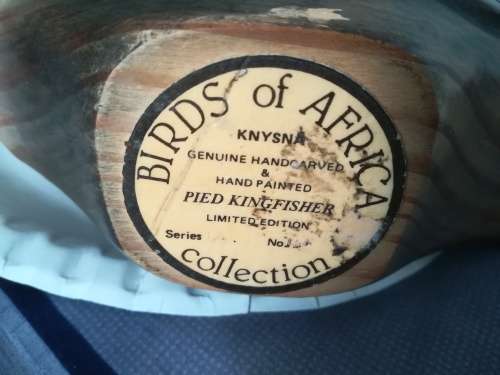 BIRDS of AFRICA
KNYSNA
GENUINE HANDCARVED
&
HAND PAINTED
PIED KINGFISHER
LIMITED EDITION
Series No.
collection